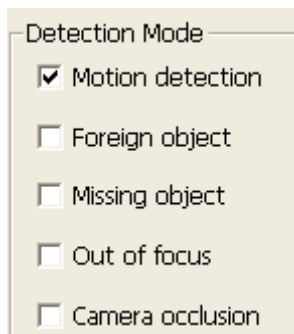 Detection Mode
Motion detection
Foreign object
Missing object
Out of focus
Camera occlusion